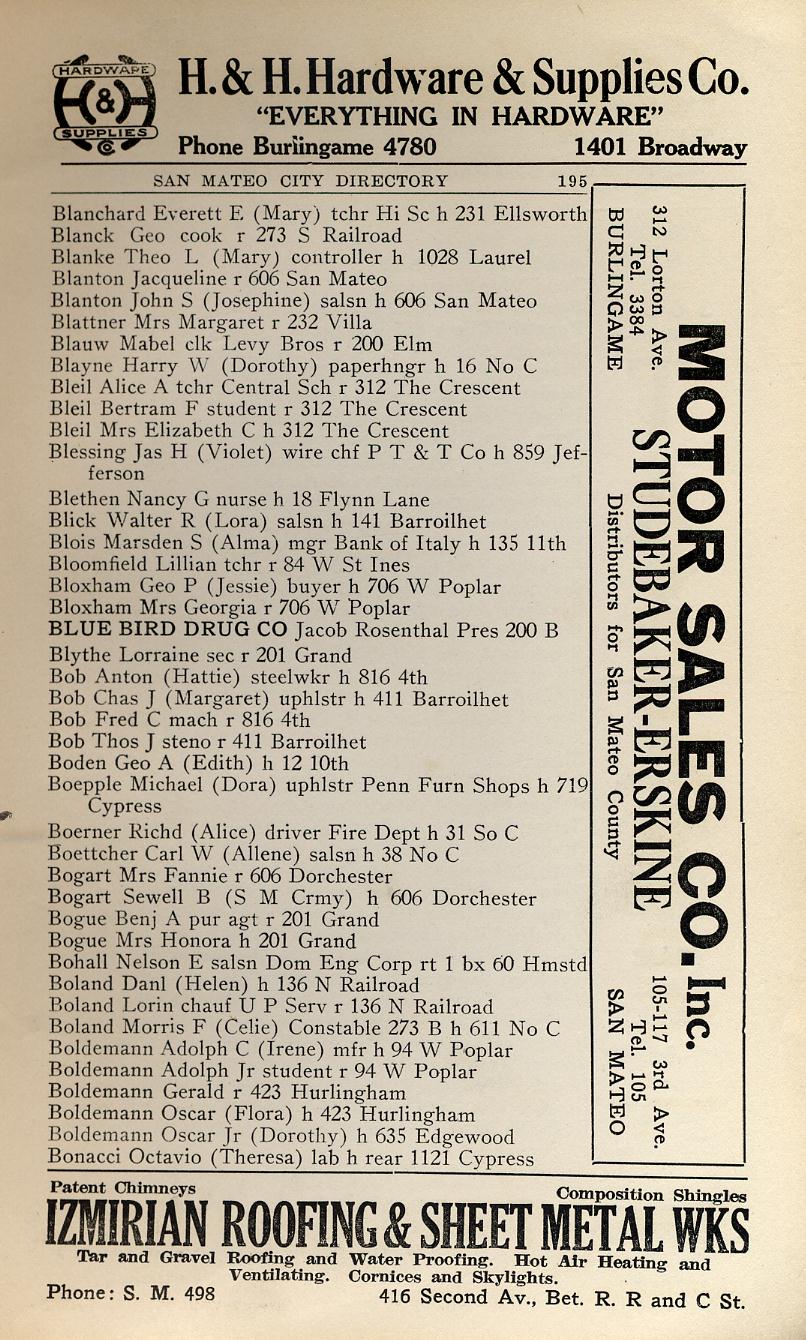 HARDWARE
H&H
SUPPLIES
Co
H. & H. Hardware & Supplies Co.
“EVERYTHING IN HARDWARE”
Phone Burlingame 4780 1401 Broadway
SAN MATEO CITY DIRECTORY 195
Blanchard Everett E (Mary) tchr Hi Sc h 231 Ellsworth
Blanck Geo cook r 273 S Railroad
Blanke Theo L (Mary) controller h 1028 Laurel
Blanton Jacqueline r 606 San Mateo
Blanton John S (Josephine) salsn h 606 San Mateo
Blattner Mrs Margaret r 232 Villa
Blauw Mabel clk Levy Bros r 200 Elm
Blayne Harry W (Dorothy) paperhngr h 16 No C
Bleil Alice A tchr Central Sch r 312 The Crescent
Bleil Bertram F student r 312 The Crescent
Bleil Mrs Elizabeth C h 312 The Crescent
Blessing Jas H (Violet) wire chf P T & T Co h 859 Jef-
ferson
Blethen Nancy G nurse h 18 Flynn Lane
Blick Walter R (Lora) salsn h 141 Barroilhet
Blois Marsden S (Alma) mgr Bank of Italy h 135 11th
Bloomfield Lillian tchr r 84 W St Ines
Bloxham Geo P (Jessie) buyer h 706 W Poplar
Bloxham Mrs Georgia r 706 W Poplar
BLUE BIRD DRUG CO Jacob Rosenthal Pres 200 B
Blythe Lorraine sec r 201 Grand
Bob Anton (Hattie) steelwkr h 816 4th
Bob Chas J (Margaret) uphlstr h 411 Barroilhet
Bob Fred C mach r 816 4th
Bob Thos J steno r 411 Barroilhet
Boden Geo A (Edith) h 12 10th
Boepple Michael (Dora) uphlstr Penn Furn Shops h 719
Cypress
Boerner Richd (Alice) driver Fire Dept h 31 So C
Boettcher Carl W (Allene) salsn h 38 No C
Bogart Mrs Fannie r 606 Dorchester
Bogart Sewell B (S M Crmy) h 606 Dorchester
Bogue Benj A pur agt r 201 Grand
Bogue Mrs Honora h 201 Grand
Bohall Nelson E salsn Dom Eng Corp rt 1 bx 60 Hmstd
Boland Danl (Helen) h 136 N Railroad
Boland Lorin chauf U P Serv r 136 N Railroad
Boland Morris F (Celie) Constable 273 B h 611 No C
Boldemann Adolph C (Irene) mfr h 94 W Poplar
Boldemann Adolph Jr student r 94 W Poplar
Boldemann Gerald r 423 Hurlingham
Boldemann Oscar (Flora) h 423 Hurlingham
Boldemann Oscar Jr (Dorothy) h 635 Edgewood
Bonacci Octavio (Theresa) lab h rear 1121 Cypress
MOTOR SALES CO. Inc.
STUDEBAKER-ERSKINE
Distributors for San Mateo County
312 Lorton Ave.
Tel. 3384
BURLINGAME
105-117 3rd Ave.
Tel. 105
SAN MATEO
Patent Chimneys Composition Shingles
IZMIRIAN ROOFING & SHEET METAL WKS
Tar and Gravel Roofing and Water Proofing. Hot Air Heating and
Ventilating. Cornices and Skylights.
Phone: S. M. 498 416 Second Av., Bet. R. R and C St.